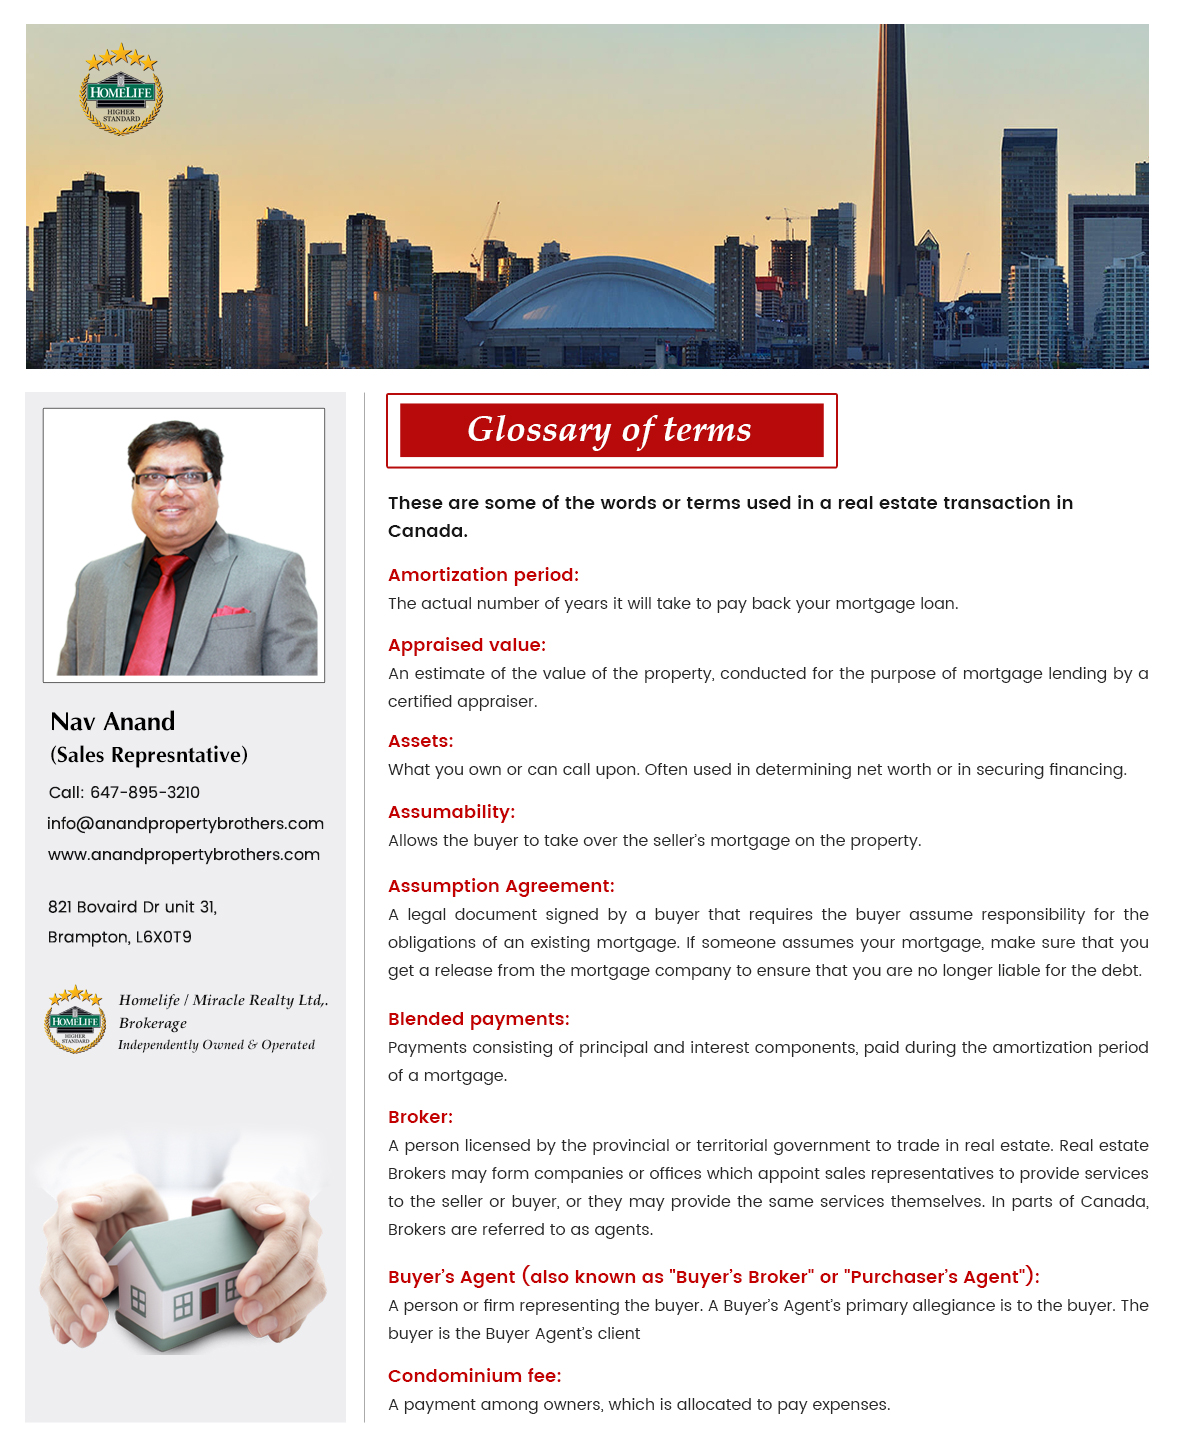 HOMELIFE
HIGHER
STANDARD
Nav Anand
(Sales Represntative)
Call: 647-895-3210
info@anandpropertybrothers.com
www.anandpropertybrothers.com
821 Bovaird Dr unit 31,
Brampton, L6X0T9
HOMELIFE
HIGHER
STANDARD
Homelife / Miracle Realty Ltd,.
Brokerage
Independently Owned & Operated
Glossary of terms
These are some of the words or terms used in a real estate transaction in
Canada.
Amortization period:
The actual number of years it will take to pay back your mortgage loan.
Appraised value:
An estimate of the value of the property, conducted for the purpose of mortgage lending by a
certified appraiser.
Assets:
What you own or can call upon. Often used in determining net worth or in securing financing.
Assumability:
Allows the buyer to take over the seller's mortgage on the property.
Assumption Agreement:
A legal document signed by a buyer that requires the buyer assume responsibility for the
obligations of an existing mortgage. If someone assumes your mortgage, make sure that you
get a release from the mortgage company to ensure that you are no longer liable for the debt.
Blended payments:
Payments consisting of principal and interest components, paid during the amortization period
of a mortgage.
Broker:
A person licensed by the provincial or territorial government to trade in real estate. Real estate
Brokers may form companies or offices which appoint sales representatives to provide services
to the seller or buyer, or they may provide the same services themselves. In parts of Canada,
Brokers are referred to as agents.
Buyer's Agent (also known as "Buyer's Broker" or "Purchaser's Agent"):
A person or firm representing the buyer. A Buyer's Agent's primary allegiance is to the buyer. The
buyer is the Buyer Agent's client
Condominium fee:
A payment among owners, which is allocated to pay expenses.